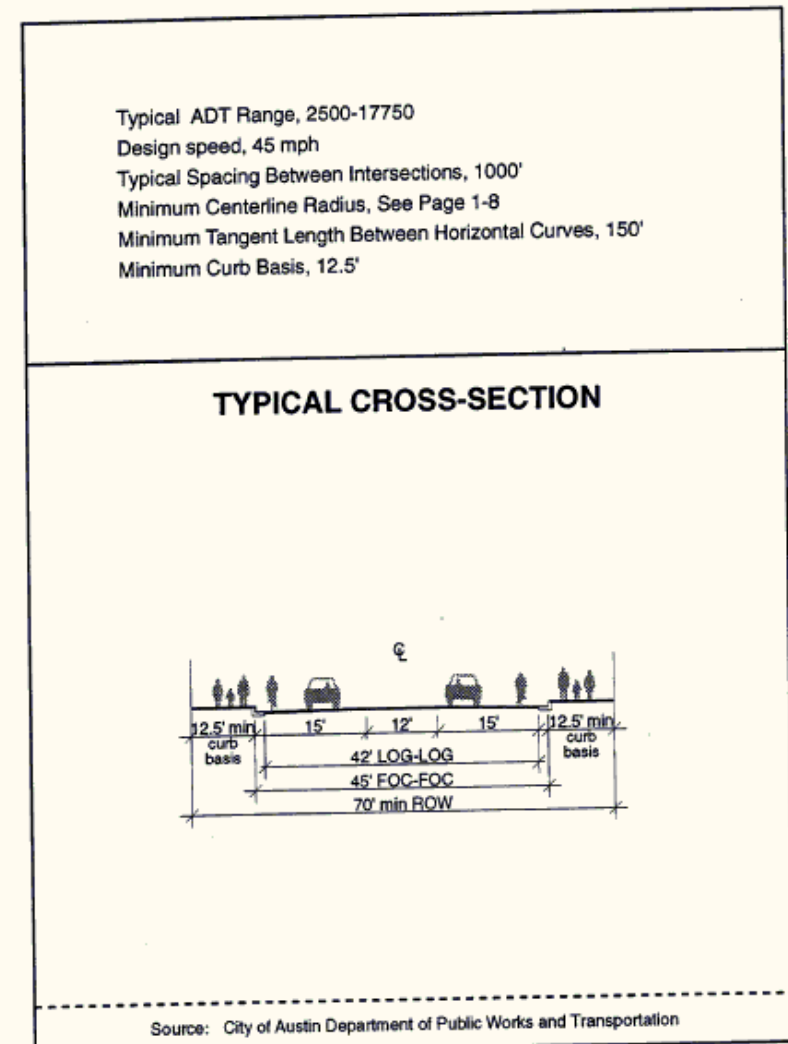 Typical ADT Range, 2500-17750
Design speed, 45 mph
Typical Spacing Between Intersections, 1000'
Minimum Centerline Radius, See Page 1-8
Minimum Tangent Length Between Horizontal Curves, 150'
Minimum Curb Basis, 12.5'
TYPICAL CROSS-SECTION
℄
12.5' min curb basis
15'
12'
15'
12.5' min curb basis
42' LOG-LOG
45' FOC-FOC
70' min ROW
Source: City of Austin Department of Public Works and Transportation